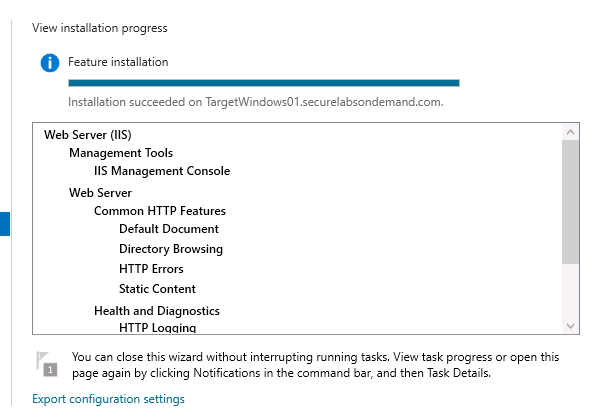 View installation progress
Feature installation
Installation succeeded on TargetWindows01.securelabsondemand.com.
Web Server (IIS)
Management Tools
IIS Management Console
Web Server
Common HTTP Features
Default Document
Directory Browsing
HTTP Errors
Static Content
Health and Diagnostics
HTTP Logging
1
You can close this wizard without interrupting running tasks. View task progress or open this
page again by clicking Notifications in the command bar, and then Task Details.
Export configuration settings